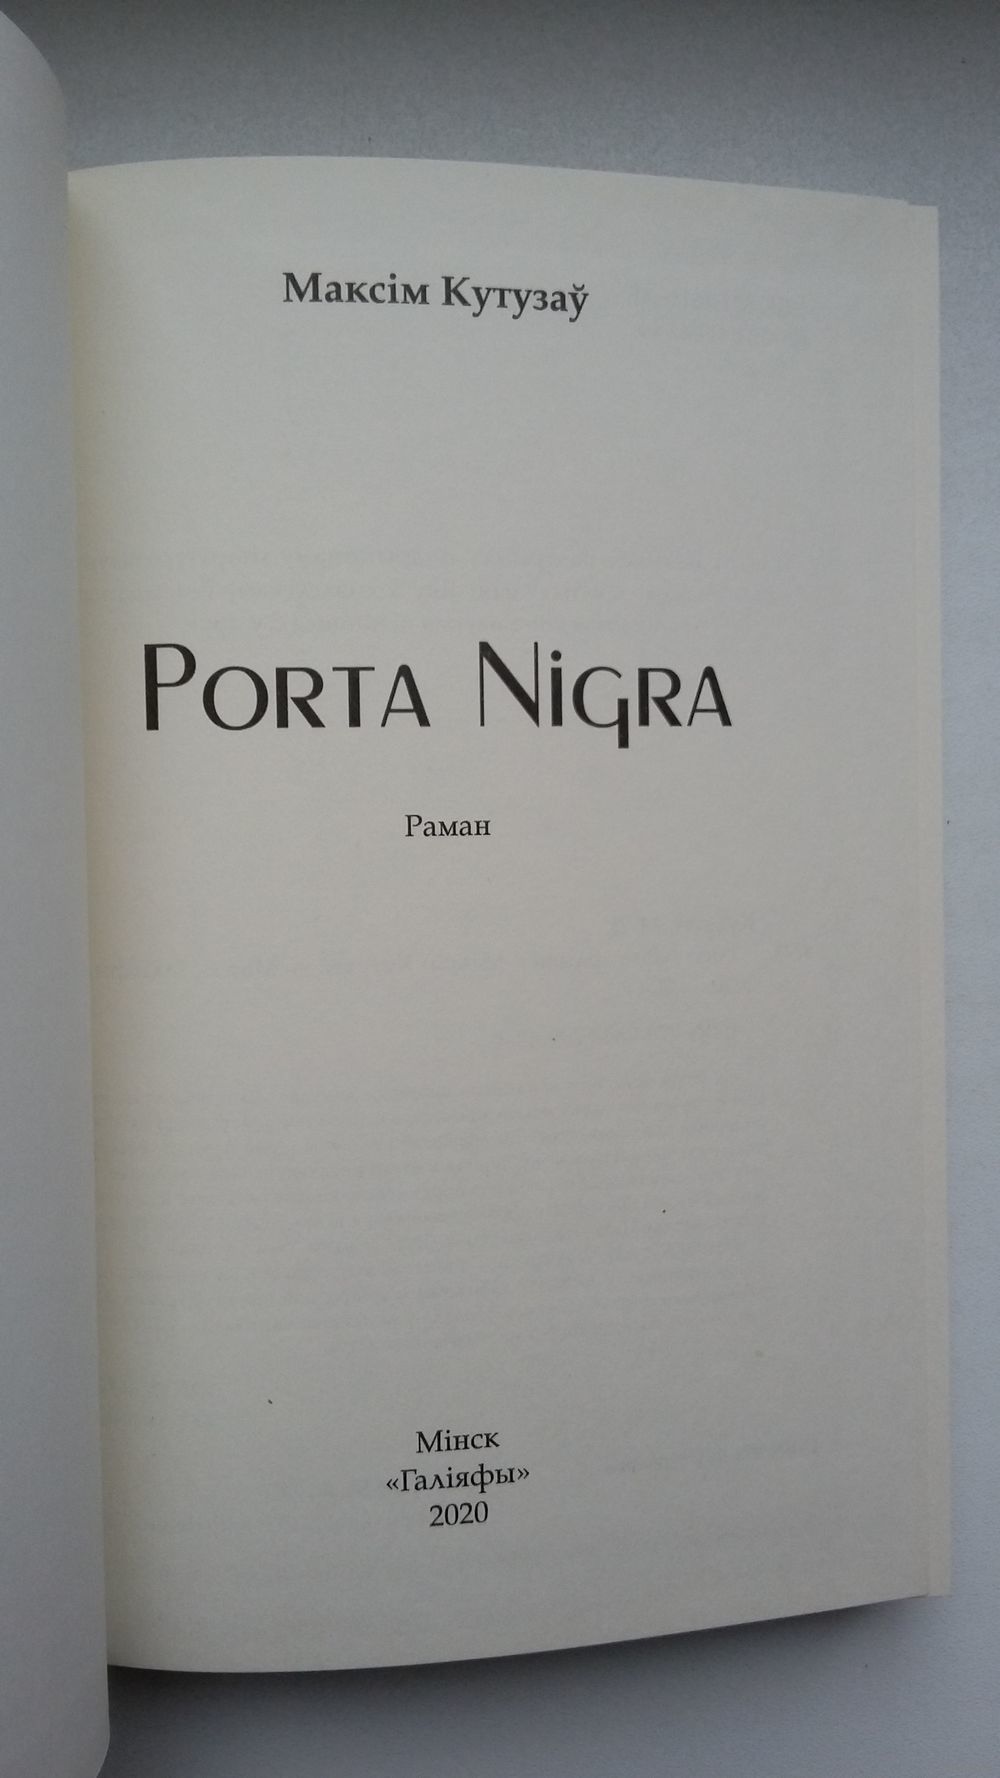 Максім Кутузаў
Porta Nigra
Раман
Мінск
«Галіяфы»
2020